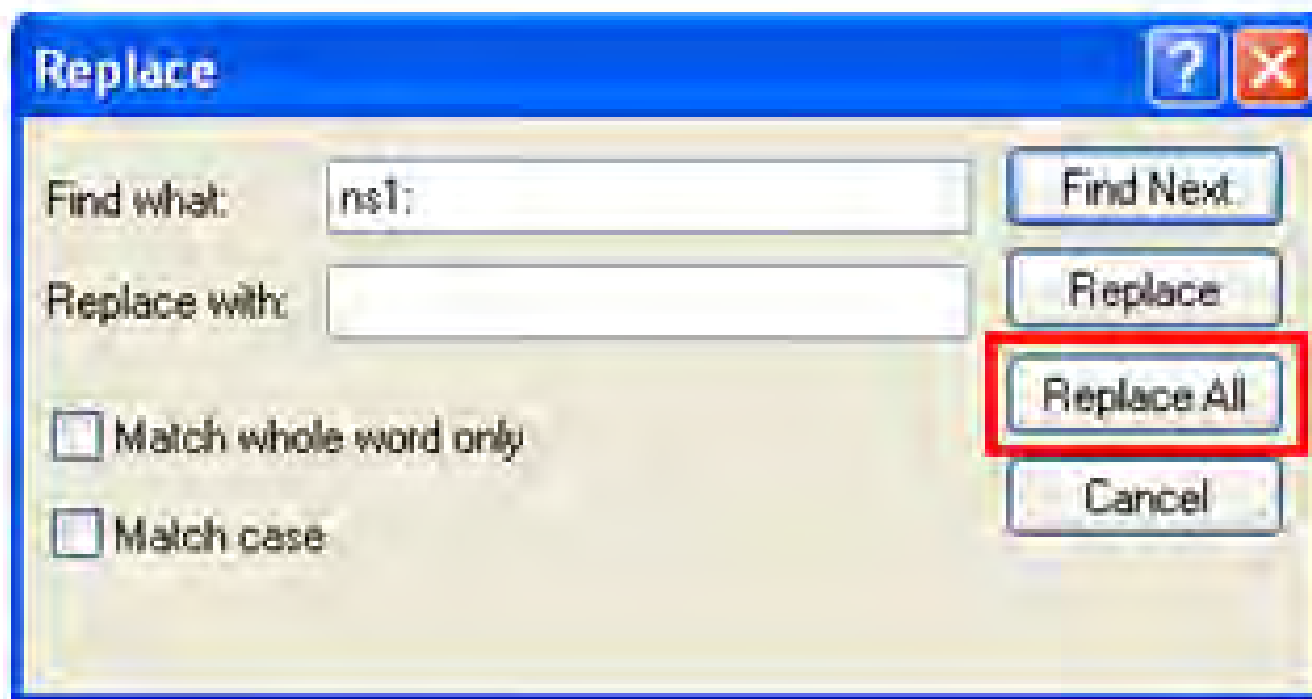 Replace
?
Find what: ns1: Find Next
Replace with: Replace
Replace All
Match whole word only
Cancel
Match case